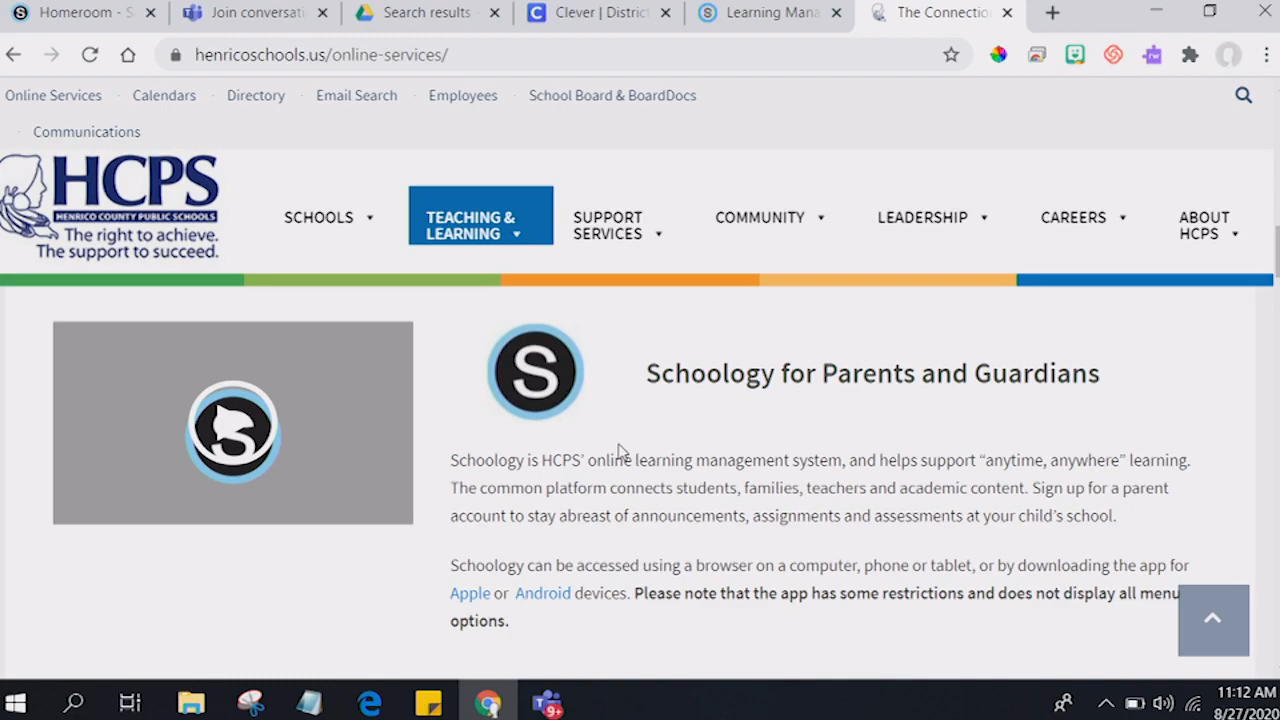 Homeroom - S
Join conversati
Search results
Clever | Distric
Learning Mana
The Connectio
henricoschools.us/online-services/
Online Services
Calendars
Directory
Email Search
Employees
School Board & BoardDocs
Communications
HCPS
HENRICO COUNTY PUBLIC SCHOOLS
The right to achieve.
The support to succeed.
SCHOOLS
TEACHING &
LEARNING
SUPPORT
SERVICES
COMMUNITY
LEADERSHIP
CAREERS
ABOUT
HCPS
S
S
Schoology for Parents and Guardians
Schoology is HCPS’ online learning management system, and helps support “anytime, anywhere” learning.
The common platform connects students, families, teachers and academic content. Sign up for a parent
account to stay abreast of announcements, assignments and assessments at your child’s school.
Schoology can be accessed using a browser on a computer, phone or tablet, or by downloading the app for
Apple or Android devices. Please note that the app has some restrictions and does not display all menu
options.
9+
11:12 AM
8/27/2020